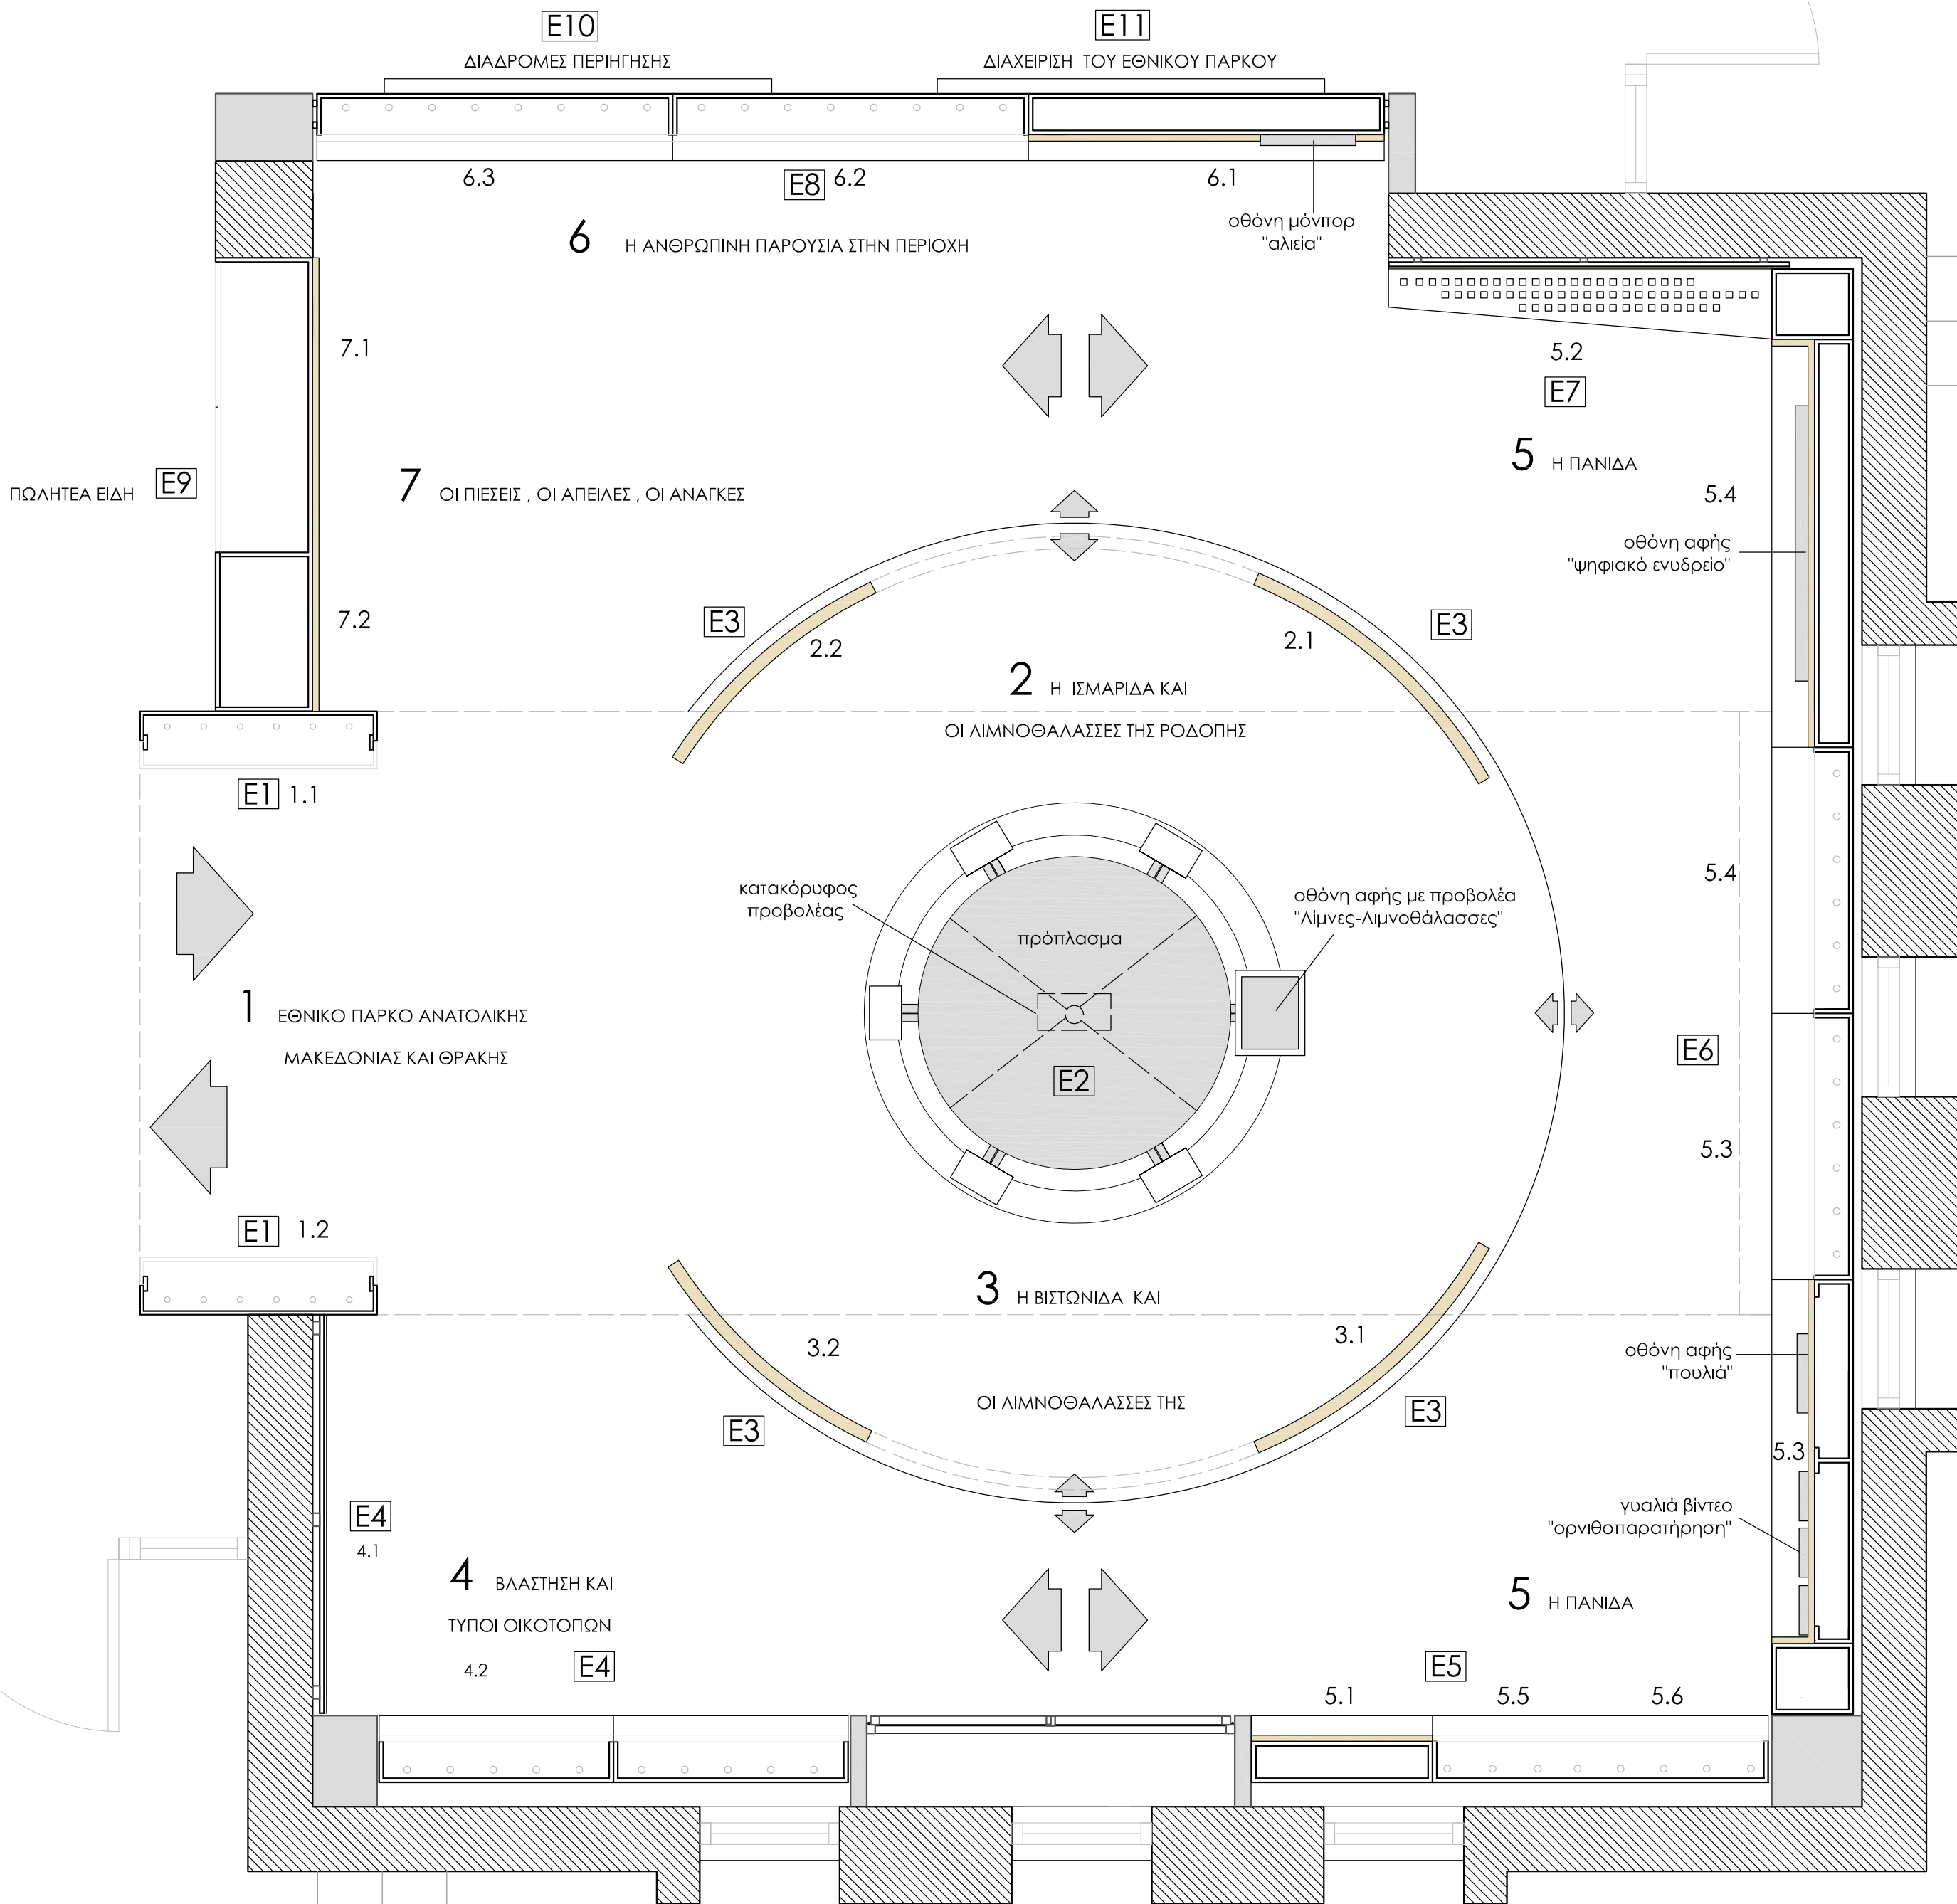 E10
ΔΙΑΔΡΟΜΕΣ ΠΕΡΙΗΓΗΣΗΣ
E11
ΔΙΑΧΕΙΡΙΣΗ ΤΟΥ ΕΘΝΙΚΟΥ ΠΑΡΚΟΥ
6.3
E8 6.2
6.1
οθόνη μόνιτορ
"αλιεία"
6 Η ΑΝΘΡΩΠΙΝΗ ΠΑΡΟΥΣΙΑ ΣΤΗΝ ΠΕΡΙΟΧΗ
7.1
5.2
E7
5 Η ΠΑΝΙΔΑ
ΠΩΛΗΤΕΑ ΕΙΔΗ E9
7 ΟΙ ΠΙΕΣΕΙΣ , ΟΙ ΑΠΕΙΛΕΣ , ΟΙ ΑΝΑΓΚΕΣ
5.4
οθόνη αφής
"ψηφιακό ενυδρείο"
7.2
E3
2.2
2.1
E3
2 Η ΙΣΜΑΡΙΔΑ ΚΑΙ
ΟΙ ΛΙΜΝΟΘΑΛΑΣΣΕΣ ΤΗΣ ΡΟΔΟΠΗΣ
E1 1.1
κατακόρυφος
προβολέας
πρόπλασμα
οθόνη αφής με προβολέα
"Λίμνες-Λιμνοθάλασσες"
5.4
1 ΕΘΝΙΚΟ ΠΑΡΚΟ ΑΝΑΤΟΛΙΚΗΣ
ΜΑΚΕΔΟΝΙΑΣ ΚΑΙ ΘΡΑΚΗΣ
E2
E6
5.3
E1 1.2
3 Η ΒΙΣΤΩΝΙΔΑ ΚΑΙ
3.2
3.1
οθόνη αφής
"πουλιά"
ΟΙ ΛΙΜΝΟΘΑΛΑΣΣΕΣ ΤΗΣ
E3
E3
5.3
E4
4.1
γυαλιά βίντεο
"ορνιθοπαρατήρηση"
4 ΒΛΑΣΤΗΣΗ ΚΑΙ
ΤΥΠΟΙ ΟΙΚΟΤΟΠΩΝ
5 Η ΠΑΝΙΔΑ
4.2
E4
E5
5.1
5.5
5.6